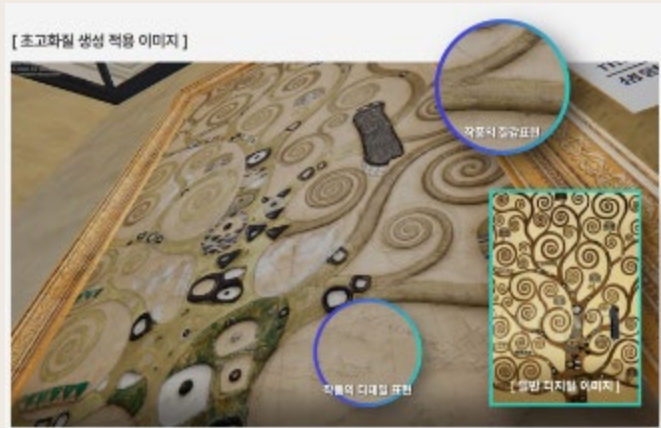 [ 초고화질 생성 적용 이미지 ]
작품의 질감표현
작품의 디테일 표현
[ 일반 디지털 이미지 ]